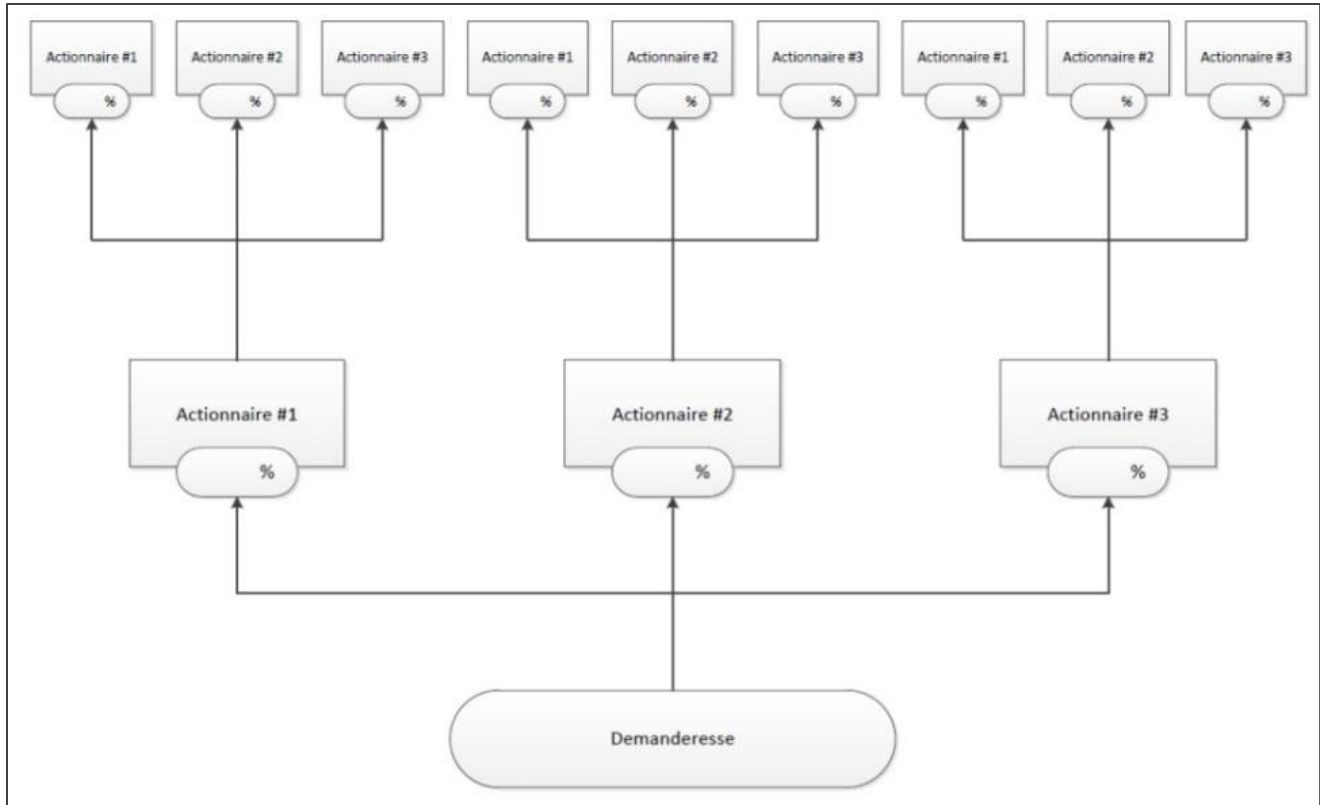 Actionnaire #1
Actionnaire #2
Actionnaire #3
Actionnaire #1
Actionnaire #2
Actionnaire #3
Actionnaire #1
Actionnaire #2
Actionnaire #3
%
%
%
%
%
%
%
%
%
Actionnaire #1
Actionnaire #2
Actionnaire #3
%
%
%
Demanderesse